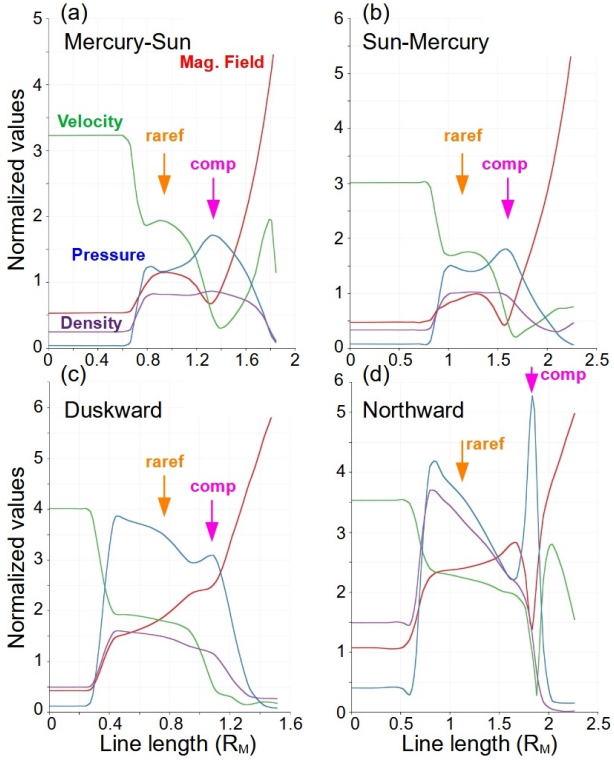 (a)
Mercury-Sun
Mag. Field
Velocity
raref
comp
Pressure
Density
Normalized values
5
4
3
2
1
0
0 0.4 0.8 1.2 1.6 2
(b)
Sun-Mercury
raref
comp
6
5
4
3
2
1
0
0 0.5 1 1.5 2 2.5
(c)
Duskward
raref
comp
Normalized values
6
5
4
3
2
1
0
0 0.4 0.8 1.2 1.6
Line length (RM)
(d)
Northward
raref
comp
6
5
4
3
2
1
0
0 0.5 1 1.5 2 2.5
Line length (RM)